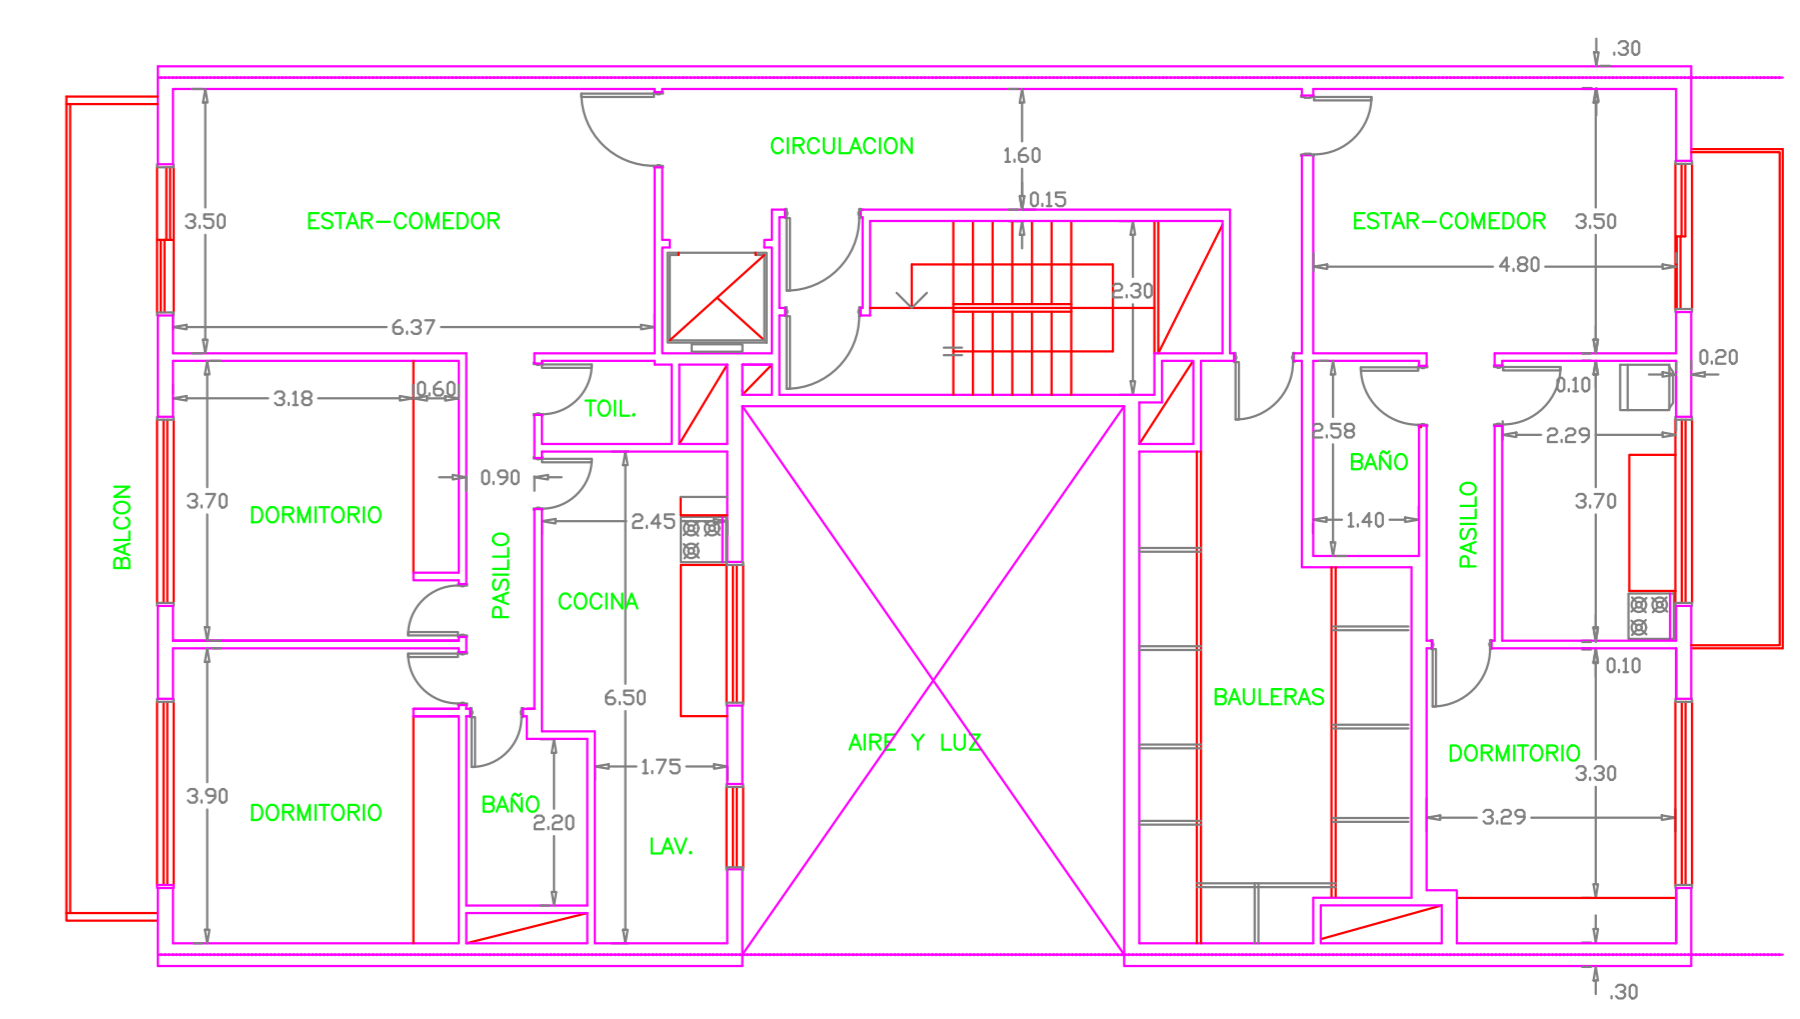 .30
CIRCULACION
1.60
0.15
3.50
ESTAR-COMEDOR
ESTAR-COMEDOR
3.50
4.80
2.30
6.37
0.20
3.18
0.60
TOIL.
0.10
2.58
2.29
BAÑO
0.90
DORMITORIO
3.70
BALCON
PASILLO
2.45
1.40
PASILLO
3.70
COCINA
0.10
6.50
BAULERAS
AIRE Y LUZ
DORMITORIO
3.30
1.75
3.90
DORMITORIO
BAÑO
2.20
3.29
LAV.
.30